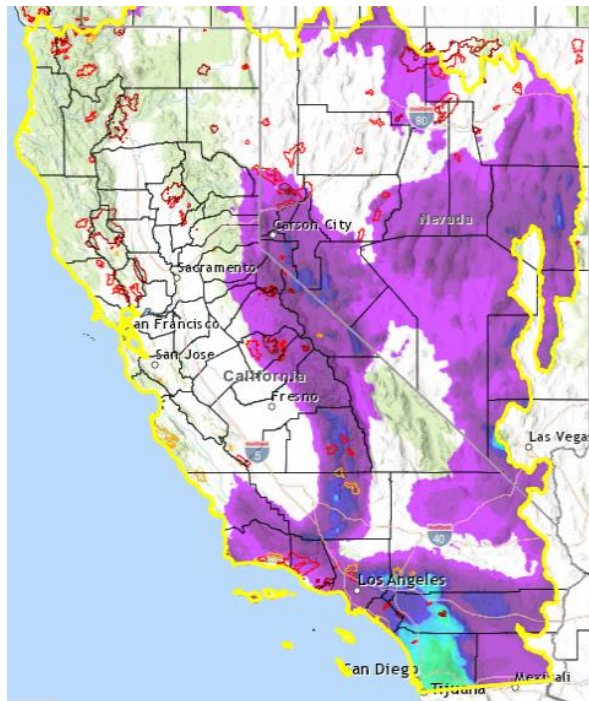 80
Nevada
Carson City
Sacramento
San Francisco
San Jose
California
Fresno
5
Las Vegas
40
Los Angeles
San Diego
Tijuana
Mexicali